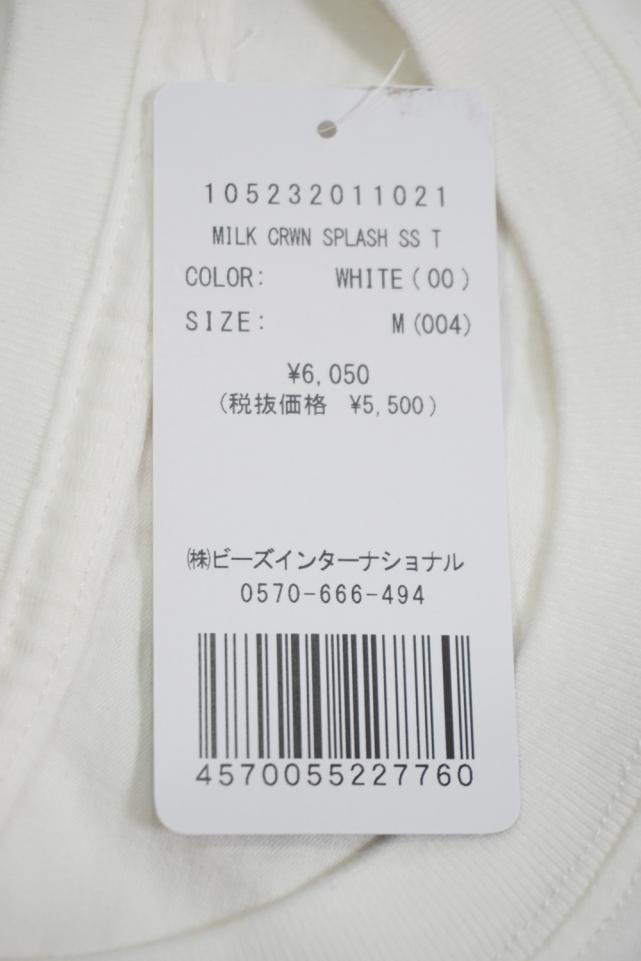 105232011021
MILK CRWN SPLASH SS T
COLOR: WHITE(00)
SIZE: M(004)
¥6,050
(税抜価格 ¥5,500)
㈱ビーズインターナショナル
0570-666-494
4570055227760